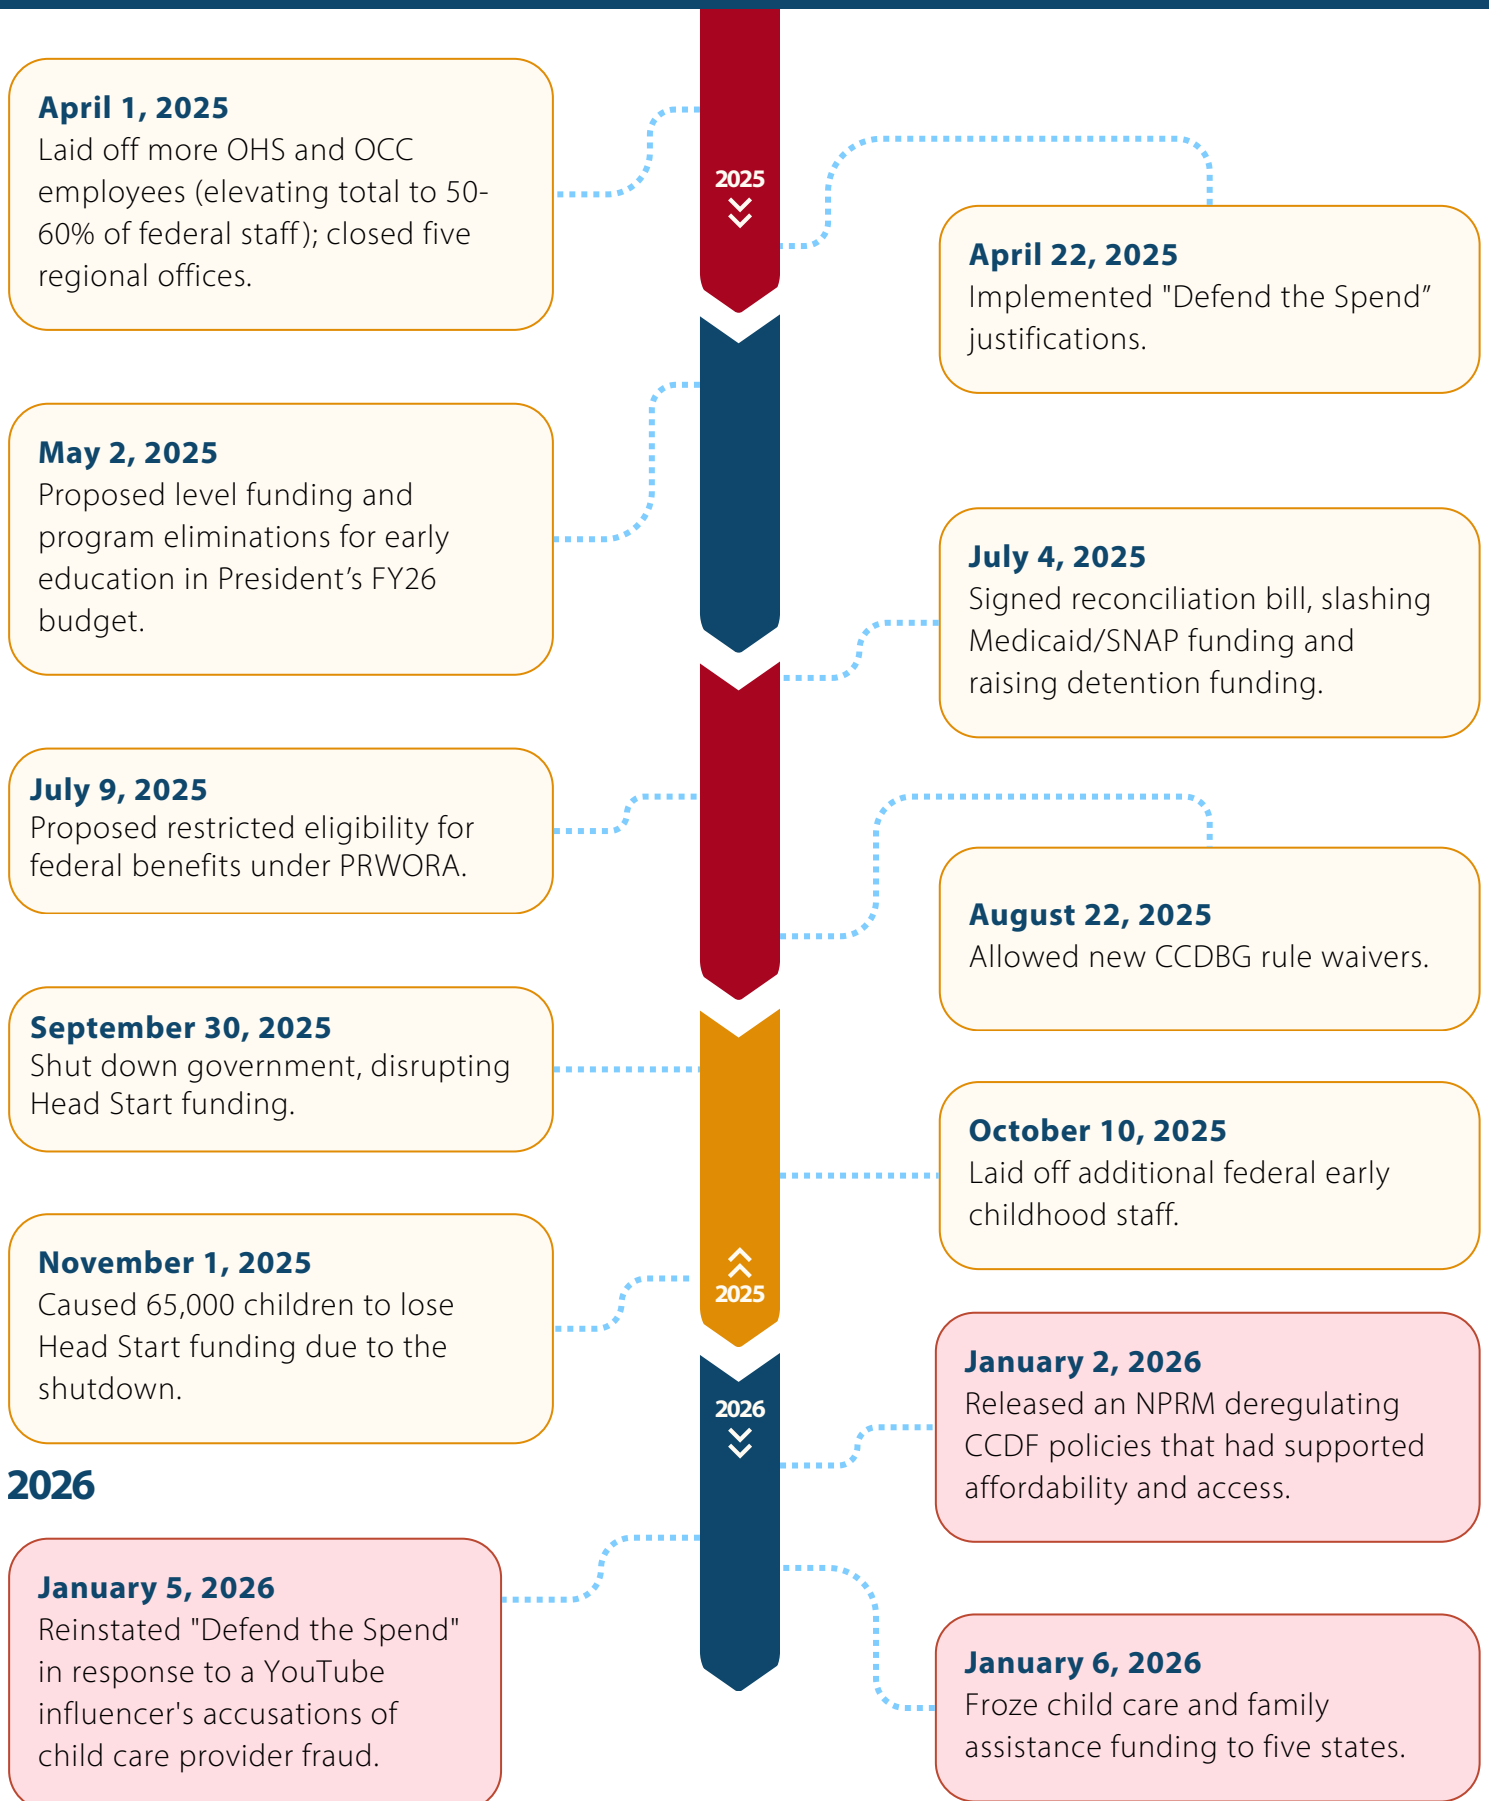 2025
April 1, 2025
Laid off more OHS and OCC
employees (elevating total to 50-
60% of federal staff); closed five
regional offices.
April 22, 2025
Implemented "Defend the Spend”
justifications.
May 2, 2025
Proposed level funding and
program eliminations for early
education in President’s FY26
budget.
July 4, 2025
Signed reconciliation bill, slashing
Medicaid/SNAP funding and
raising detention funding.
July 9, 2025
Proposed restricted eligibility for
federal benefits under PRWORA.
August 22, 2025
Allowed new CCDBG rule waivers.
September 30, 2025
Shut down government, disrupting
Head Start funding.
October 10, 2025
Laid off additional federal early
childhood staff.
November 1, 2025
Caused 65,000 children to lose
Head Start funding due to the
shutdown.
2025
2026
2026
January 2, 2026
Released an NPRM deregulating
CCDF policies that had supported
affordability and access.
January 5, 2026
Reinstated "Defend the Spend"
in response to a YouTube
influencer's accusations of
child care provider fraud.
January 6, 2026
Froze child care and family
assistance funding to five states.